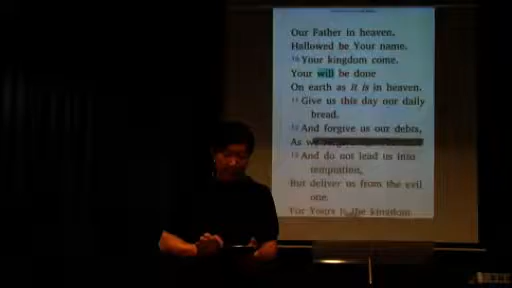 Our Father in heaven,
Hallowed be Your name.
10 Your kingdom come.
Your will be done
On earth as it is in heaven.
11 Give us this day our daily
bread.
12 And forgive us our debts,
As we
13 And do not lead us into
temptation,
But deliver us from the evil
one.
For Yours is the kingdom